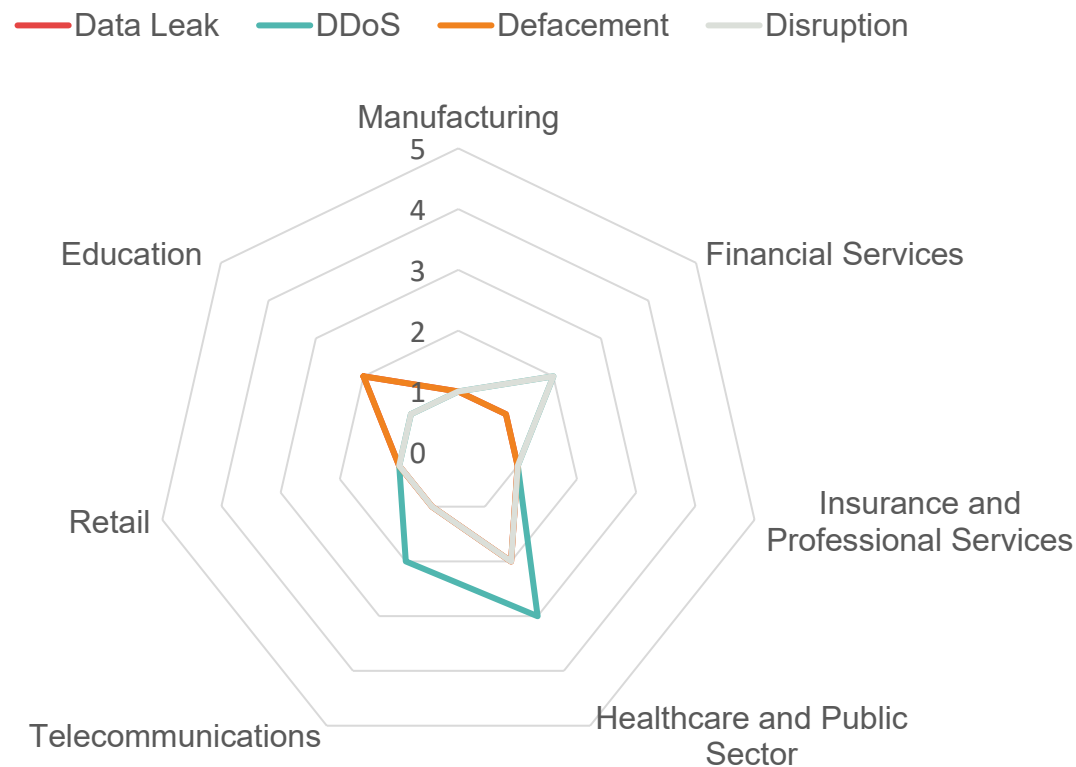 Data Leak DDoS Defacement Disruption
Manufacturing
5
4
3
2
1
0
Education
Financial Services
Retail
Insurance and
Professional Services
Telecommunications
Healthcare and Public
Sector